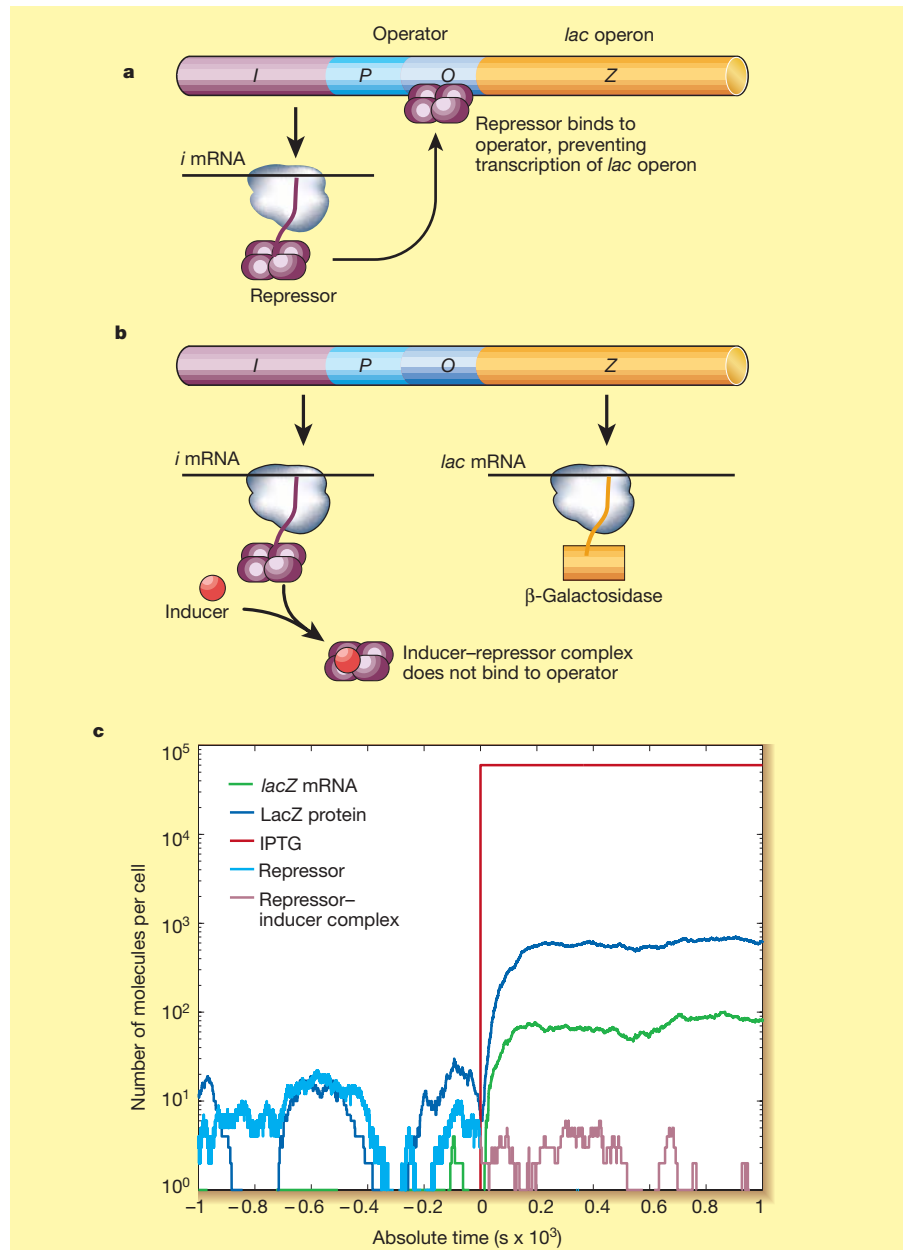 Operator lac operon
a
I P O Z
Repressor binds to
operator, preventing
transcription of lac operon
i mRNA
Repressor
b
I P O Z
i mRNA
lac mRNA
Inducer
β-Galactosidase
Inducer–repressor complex
does not bind to operator
c
10⁵
10⁴
10³
10²
10¹
10⁰
Number of molecules per cell
lacZ mRNA
LacZ protein
IPTG
Repressor
Repressor–
inducer complex
−1 −0.8 −0.6 −0.4 −0.2 0 0.2 0.4 0.6 0.8 1
Absolute time (s x 10³)